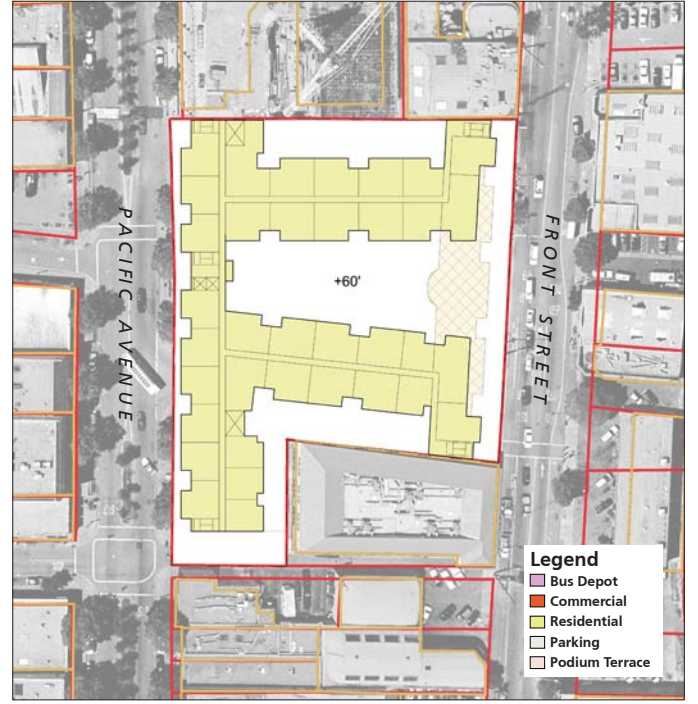 PACIFIC AVENUE
FRONT STREET
+60'
Legend
Bus Depot
Commercial
Residential
Parking
Podium Terrace